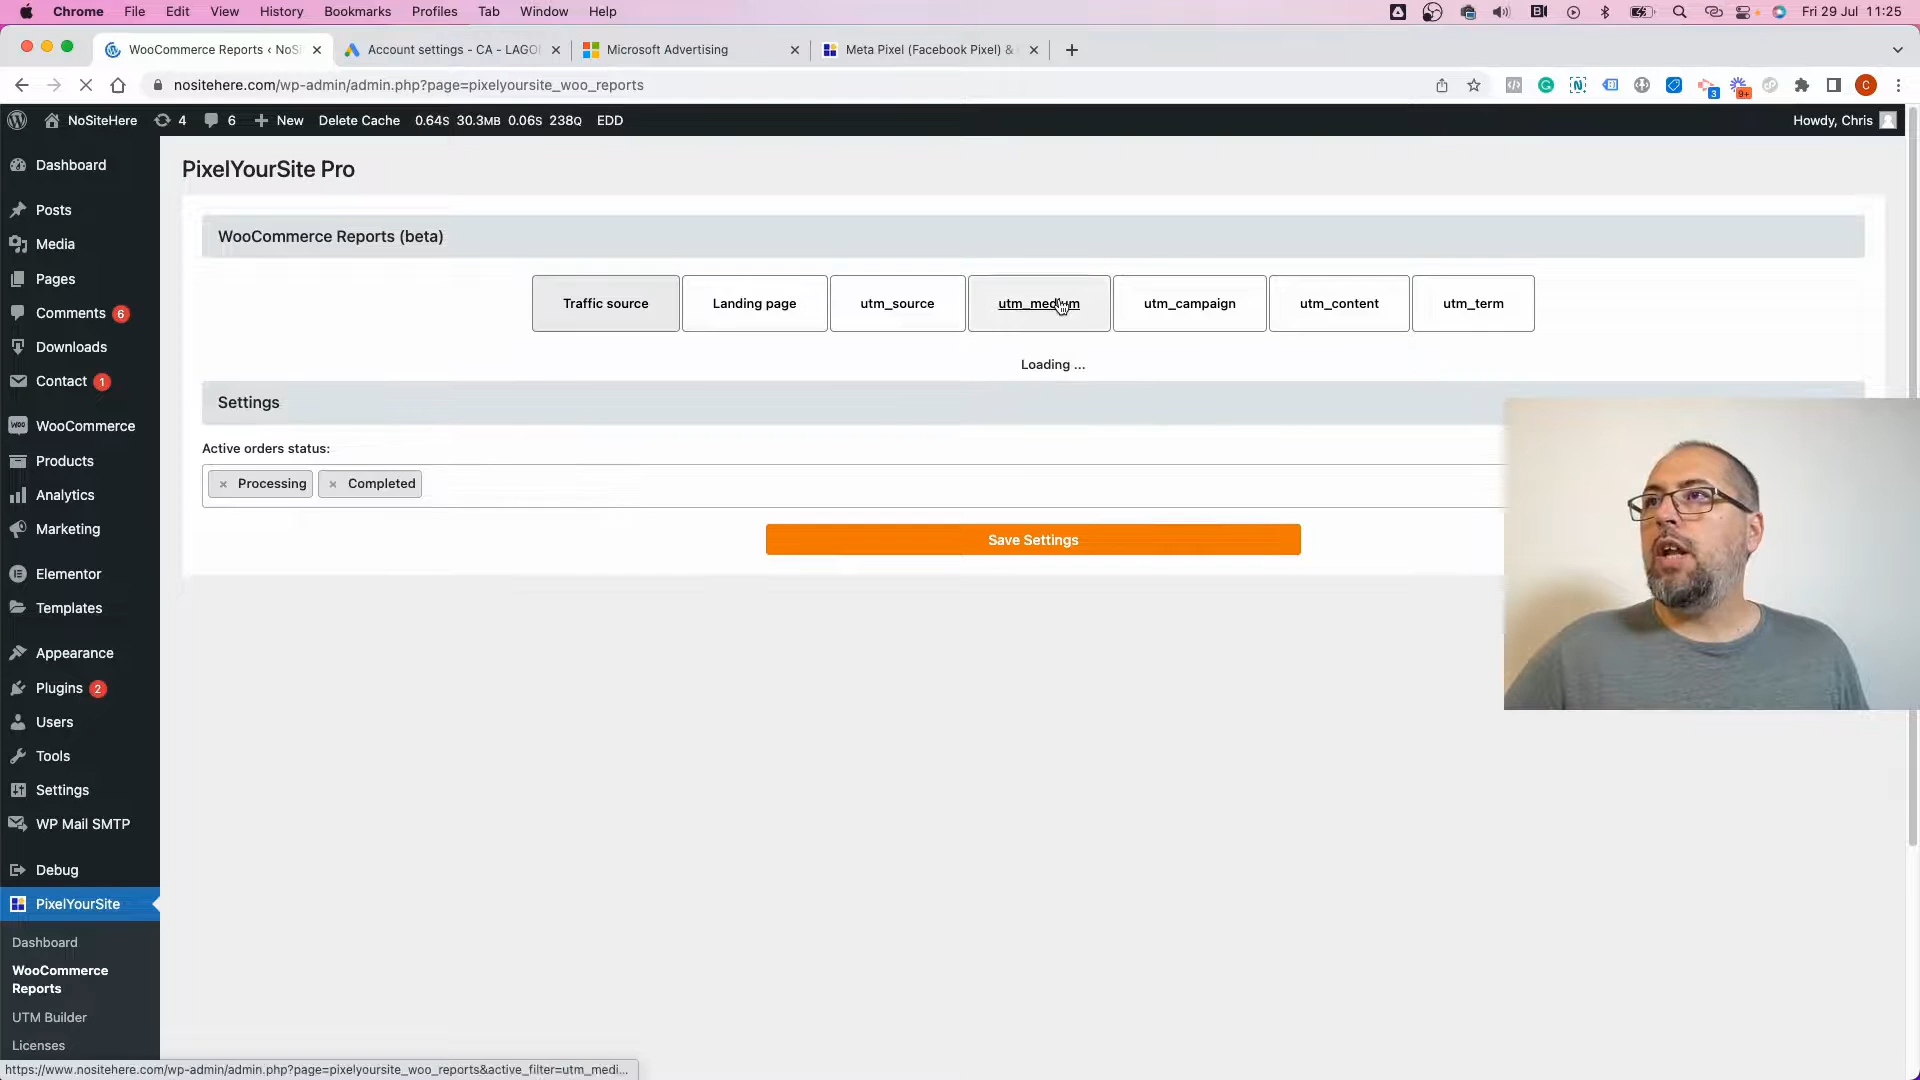 Chrome File Edit View History Bookmarks Profiles Tab Window Help Fri 29 Jul 11:25
WooCommerce Reports ‹ NoSi
Account settings - CA - LAGO
Microsoft Advertising
Meta Pixel (Facebook Pixel) &
nositehere.com/wp-admin/admin.php?page=pixelyoursite_woo_reports
3
9+
C
NoSiteHere 4 6 New Delete Cache 0.64S 30.3MB 0.06S 238Q EDD Howdy, Chris
Dashboard
Posts
Media
Pages
Comments 6
Downloads
Contact 1
WooCommerce
Products
Analytics
Marketing
Elementor
Templates
Appearance
Plugins 2
Users
Tools
Settings
WP Mail SMTP
Debug
PixelYourSite
Dashboard
WooCommerce
Reports
UTM Builder
Licenses
PixelYourSite Pro
WooCommerce Reports (beta)
Traffic source Landing page utm_source utm_medium utm_campaign utm_content utm_term
Loading ...
Settings
Active orders status:
× Processing × Completed
Save Settings
https://www.nositehere.com/wp-admin/admin.php?page=pixelyoursite_woo_reports&active_filter=utm_medi...